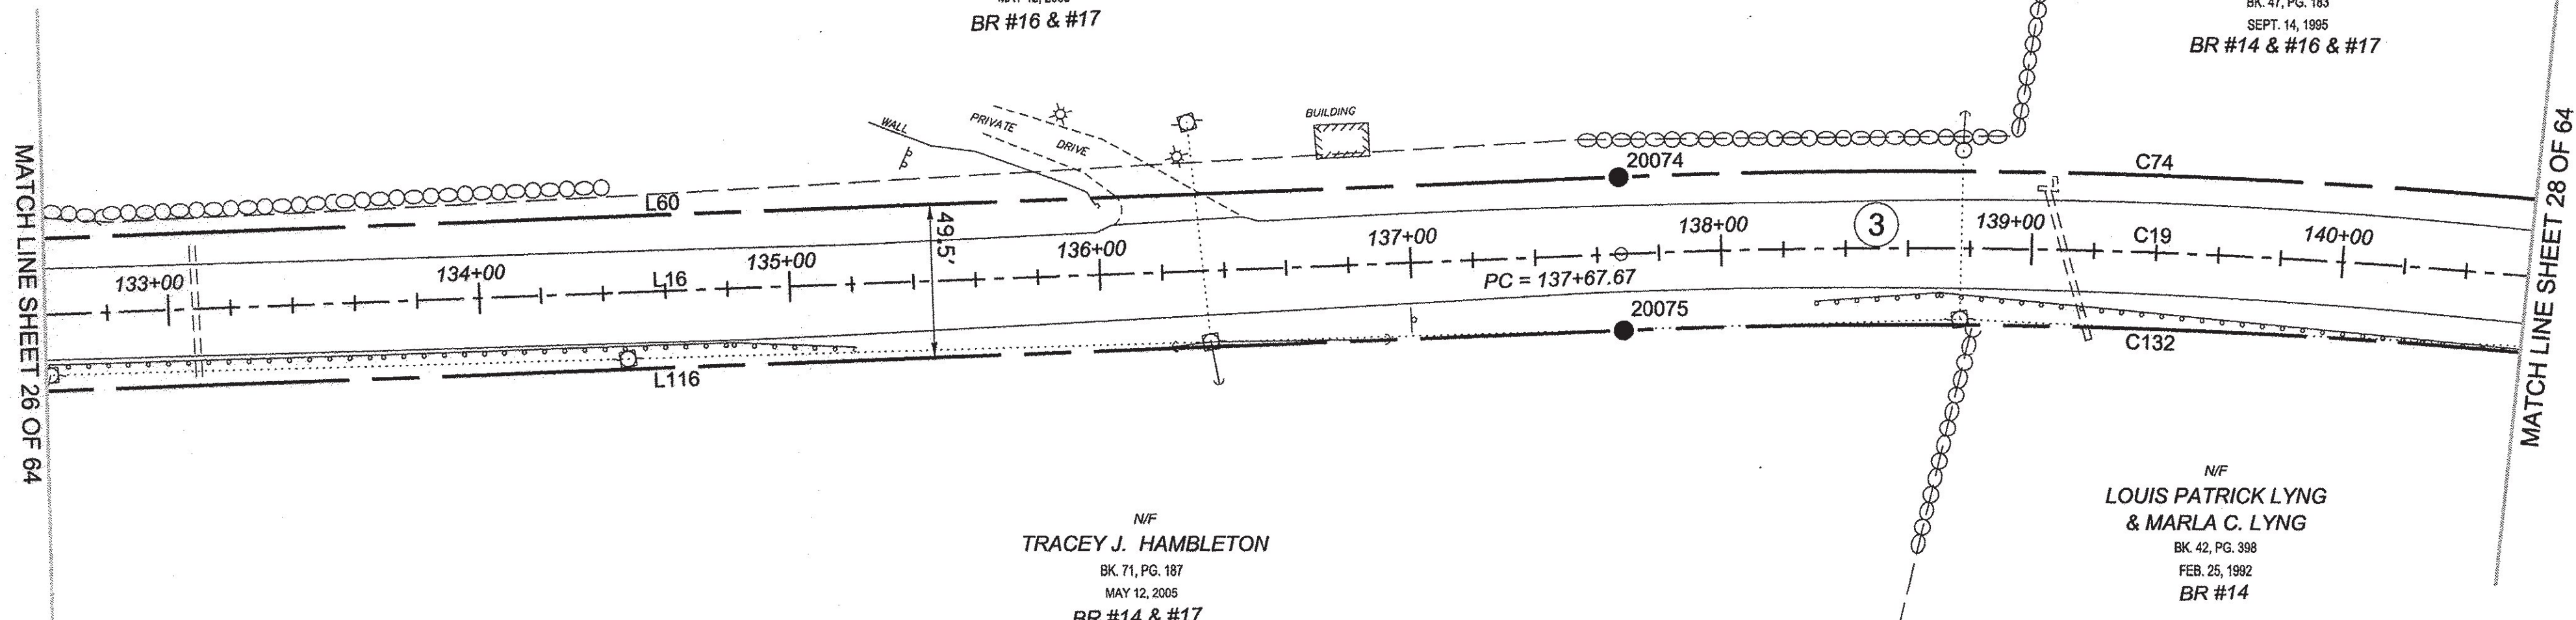 BR #16 & #17
BK. 47, PG. 183
SEPT. 14, 1995
BR #14 & #16 & #17
MATCH LINE SHEET 26 OF 64
MATCH LINE SHEET 28 OF 64
WALL
PRIVATE
DRIVE
BUILDING
20074
C74
L60
49.5'
133+00
134+00
L16
135+00
136+00
137+00
PC = 137+67.67
138+00
3
139+00
C19
140+00
20075
C132
L116
N/F
TRACEY J. HAMBLETON
BK. 71, PG. 187
MAY 12, 2005
BR #14 & #17
N/F
LOUIS PATRICK LYNG
& MARLA C. LYNG
BK. 42, PG. 398
FEB. 25, 1992
BR #14